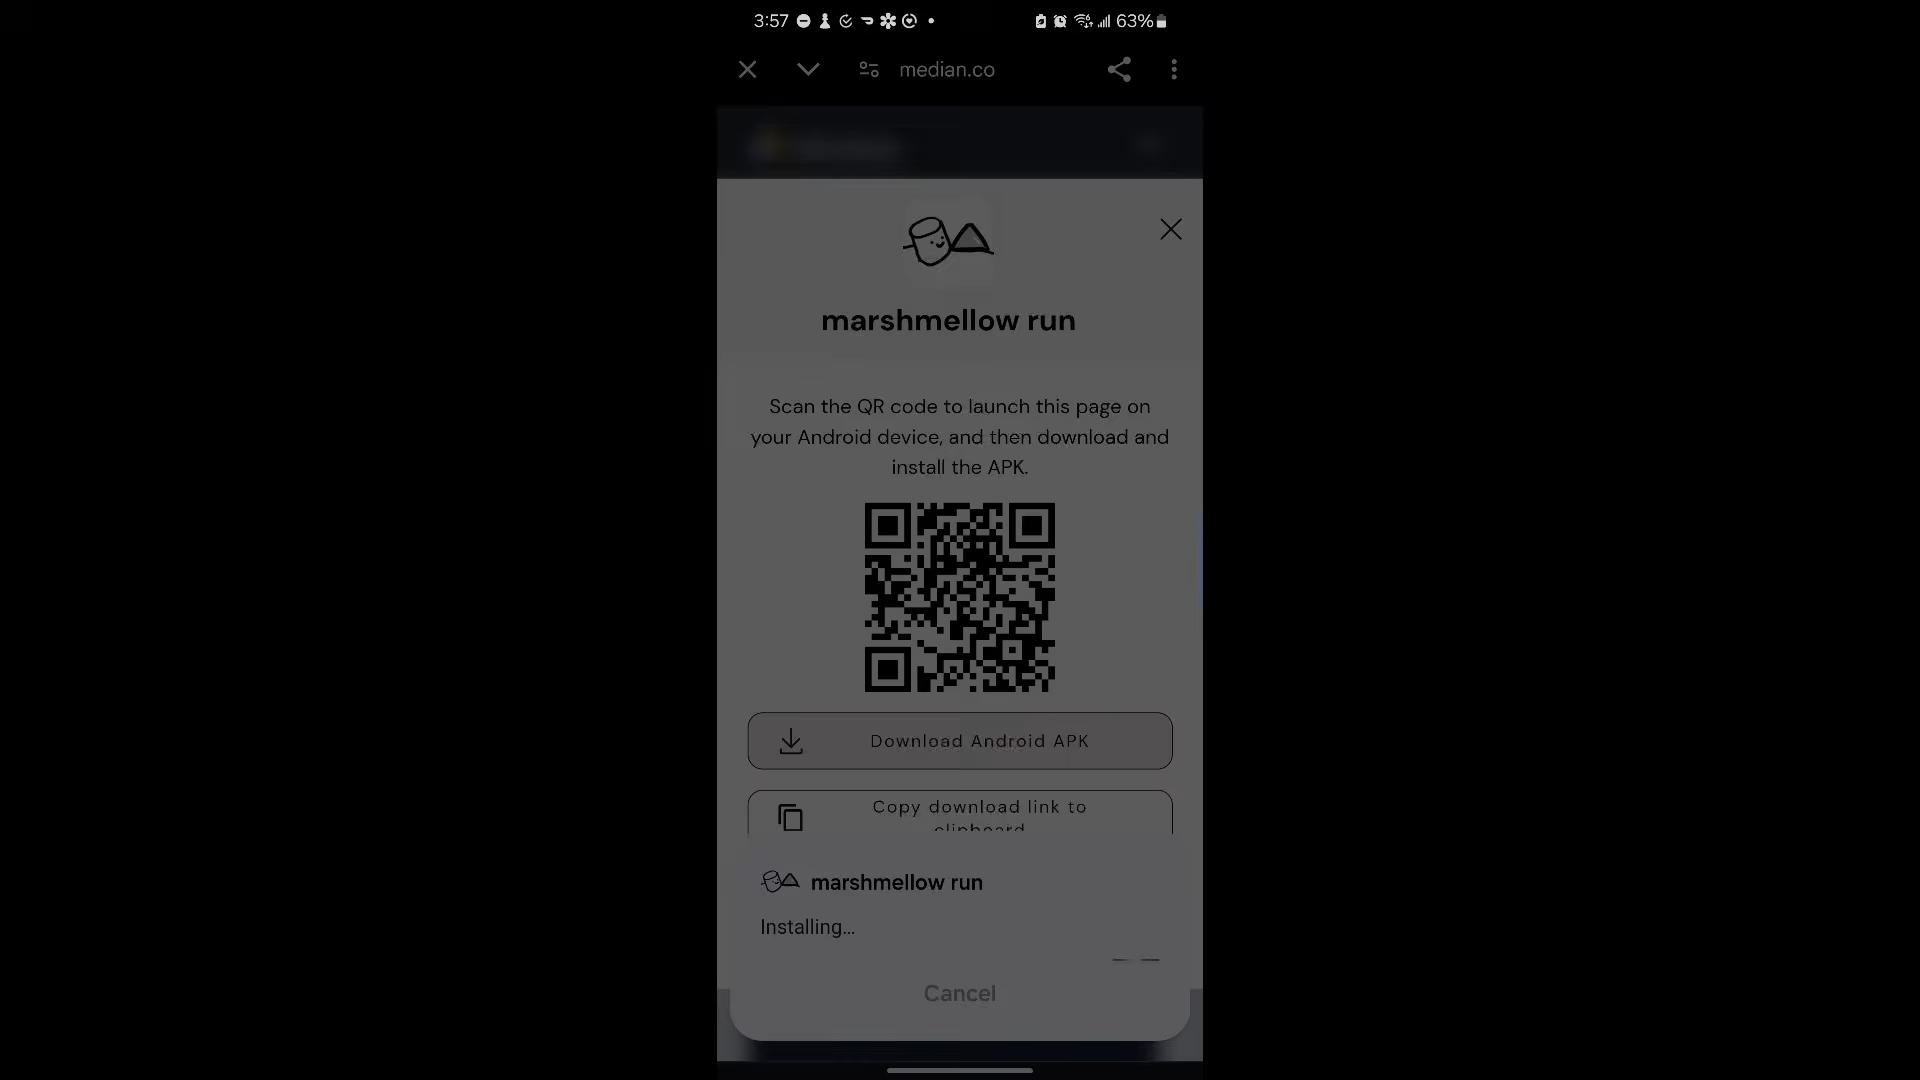 3:57
63%
median.co
marshmellow run
Scan the QR code to launch this page on
your Android device, and then download and
install the APK.
Download Android APK
Copy download link to
clipboard
marshmellow run
Installing...
Cancel